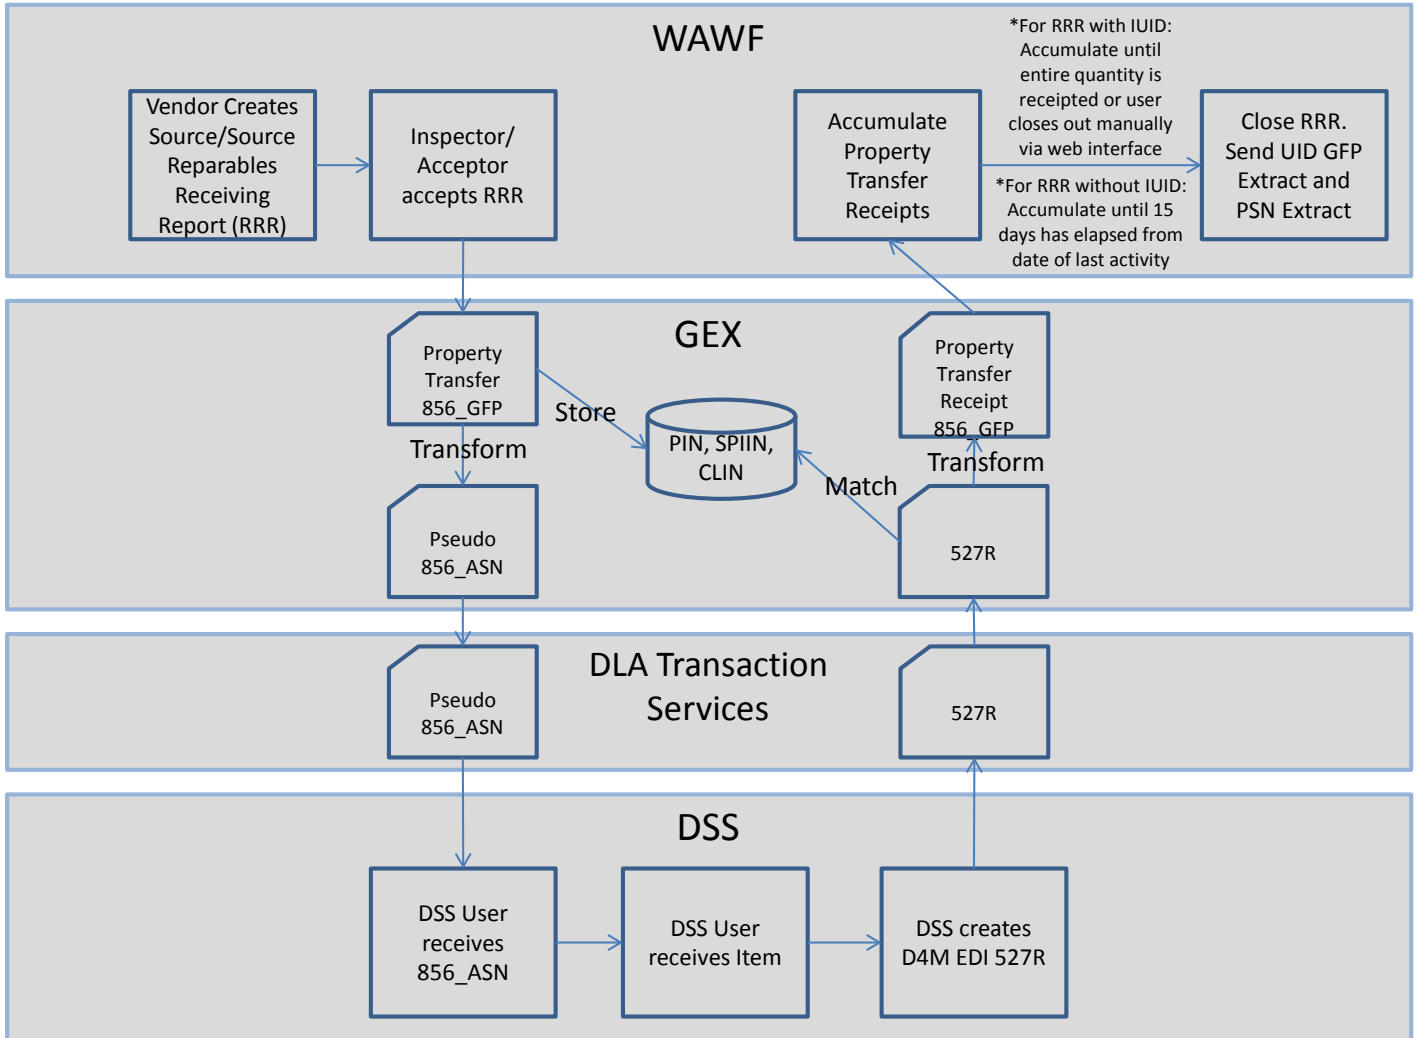 WAWF
Vendor Creates
Source/Source
Reparables
Receiving
Report (RRR)
Inspector/
Acceptor
accepts RRR
Accumulate
Property
Transfer
Receipts
*For RRR with IUID:
Accumulate until
entire quantity is
receipted or user
closes out manually
via web interface
*For RRR without IUID:
Accumulate until 15
days has elapsed from
date of last activity
Close RRR.
Send UID GFP
Extract and
PSN Extract
GEX
Property
Transfer
856_GFP
Store
Transform
PIN, SPIIN,
CLIN
Match
Property
Transfer
Receipt
856_GFP
Transform
Pseudo
856_ASN
527R
DLA Transaction
Services
Pseudo
856_ASN
527R
DSS
DSS User
receives
856_ASN
DSS User
receives Item
DSS creates
D4M EDI 527R